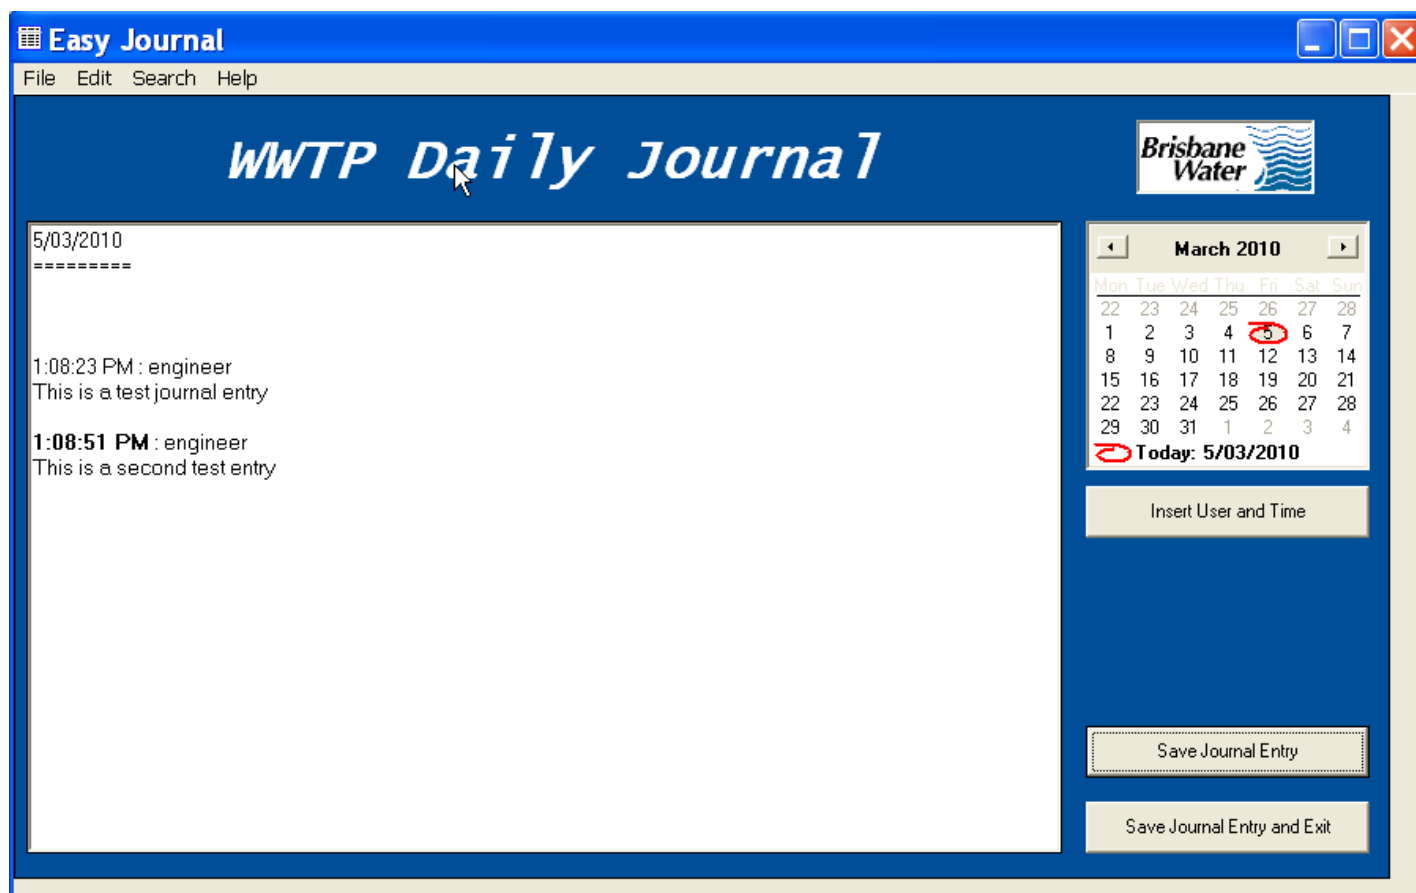 Easy Journal
File Edit Search Help
WWTP Daily Journal
Brisbane
Water
5/03/2010
=========
1:08:23 PM : engineer
This is a test journal entry
1:08:51 PM : engineer
This is a second test entry
March 2010
Mon Tue Wed Thu Fri Sat Sun
22 23 24 25 26 27 28
1 2 3 4 5 6 7
8 9 10 11 12 13 14
15 16 17 18 19 20 21
22 23 24 25 26 27 28
29 30 31 1 2 3 4
Today: 5/03/2010
Insert User and Time
Save Journal Entry
Save Journal Entry and Exit